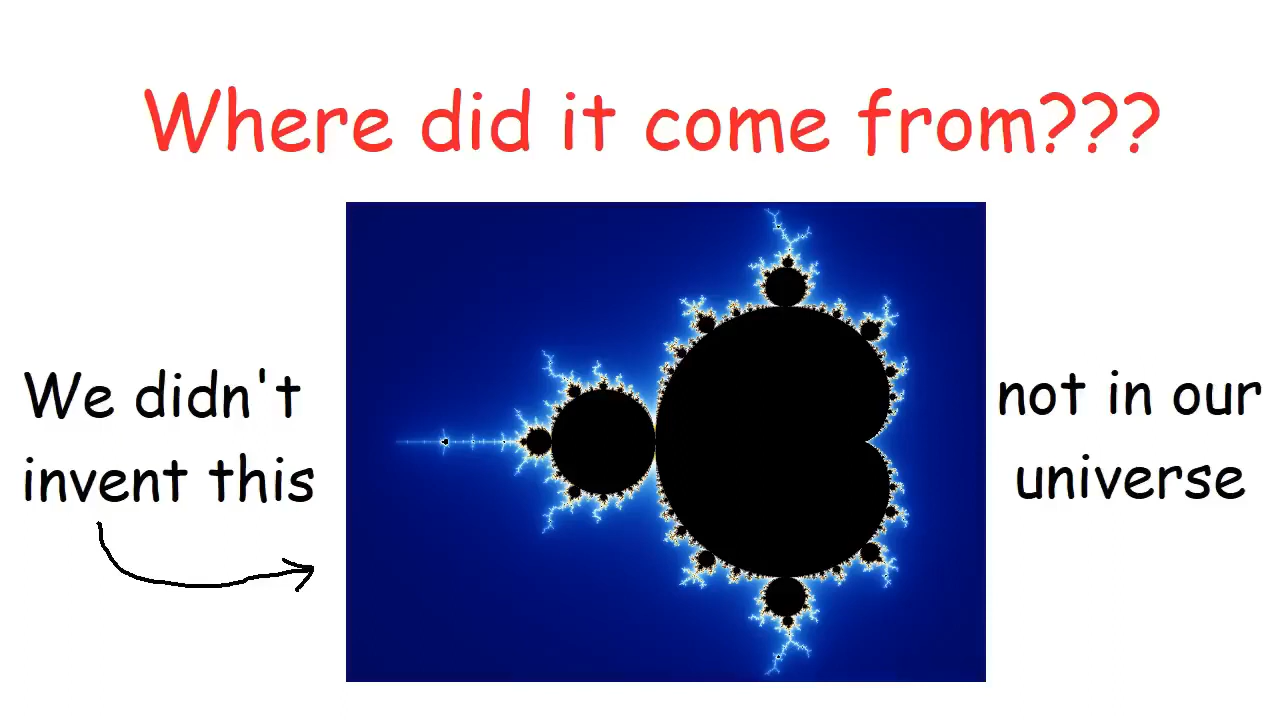 Where did it come from???
We didn't
invent this
not in our
universe